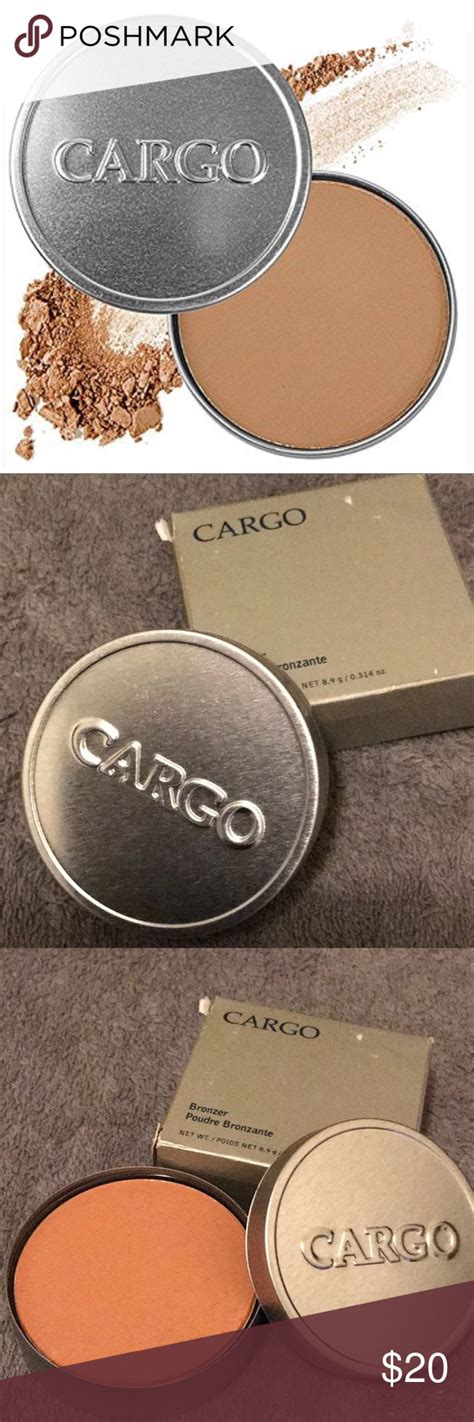 POSHMARK
CARGO
CARGO
ronzante
NET 8.9 g / 0.314 oz.
CARGO
CARGO
Bronzer
Poudre Bronzante
NET WT. / POIDS NET 8.9 g
CARGO
$20